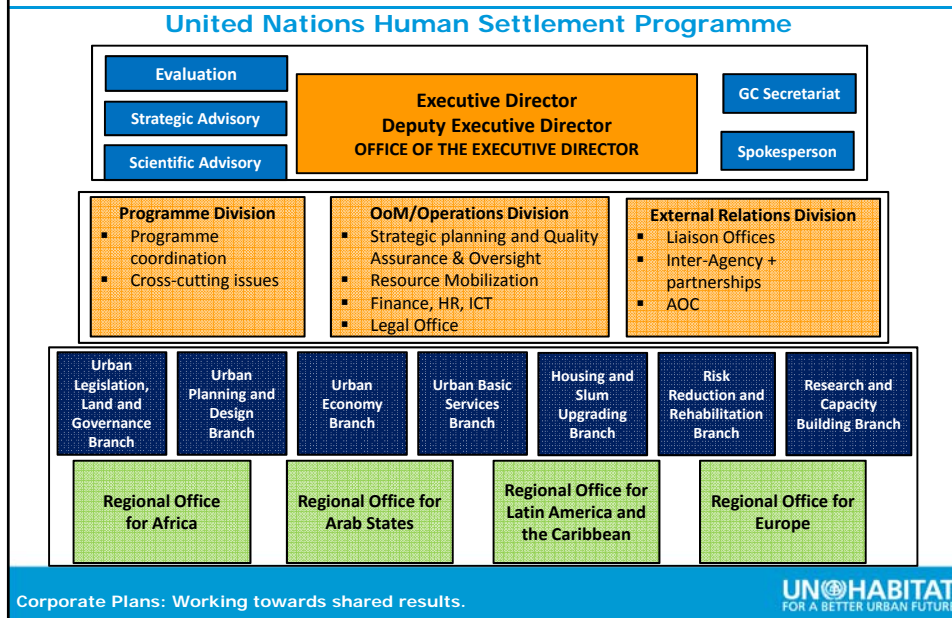 United Nations Human Settlement Programme
Evaluation
Strategic Advisory
Scientific Advisory
Executive Director
Deputy Executive Director
OFFICE OF THE EXECUTIVE DIRECTOR
GC Secretariat
Spokesperson
Programme Division
▪ Programme
coordination
▪ Cross-cutting issues
OoM/Operations Division
▪ Strategic planning and Quality
Assurance & Oversight
▪ Resource Mobilization
▪ Finance, HR, ICT
▪ Legal Office
External Relations Division
▪ Liaison Offices
▪ Inter-Agency +
partnerships
▪ AOC
Urban
Legislation,
Land and
Governance
Branch
Urban
Planning and
Design
Branch
Urban
Economy
Branch
Urban Basic
Services
Branch
Housing and
Slum
Upgrading
Branch
Risk
Reduction and
Rehabilitation
Branch
Research and
Capacity
Building Branch
Regional Office
for Africa
Regional Office for
Arab States
Regional Office for
Latin America and
the Caribbean
Regional Office for
Europe
Corporate Plans: Working towards shared results.
UN HABITAT
FOR A BETTER URBAN FUTURE